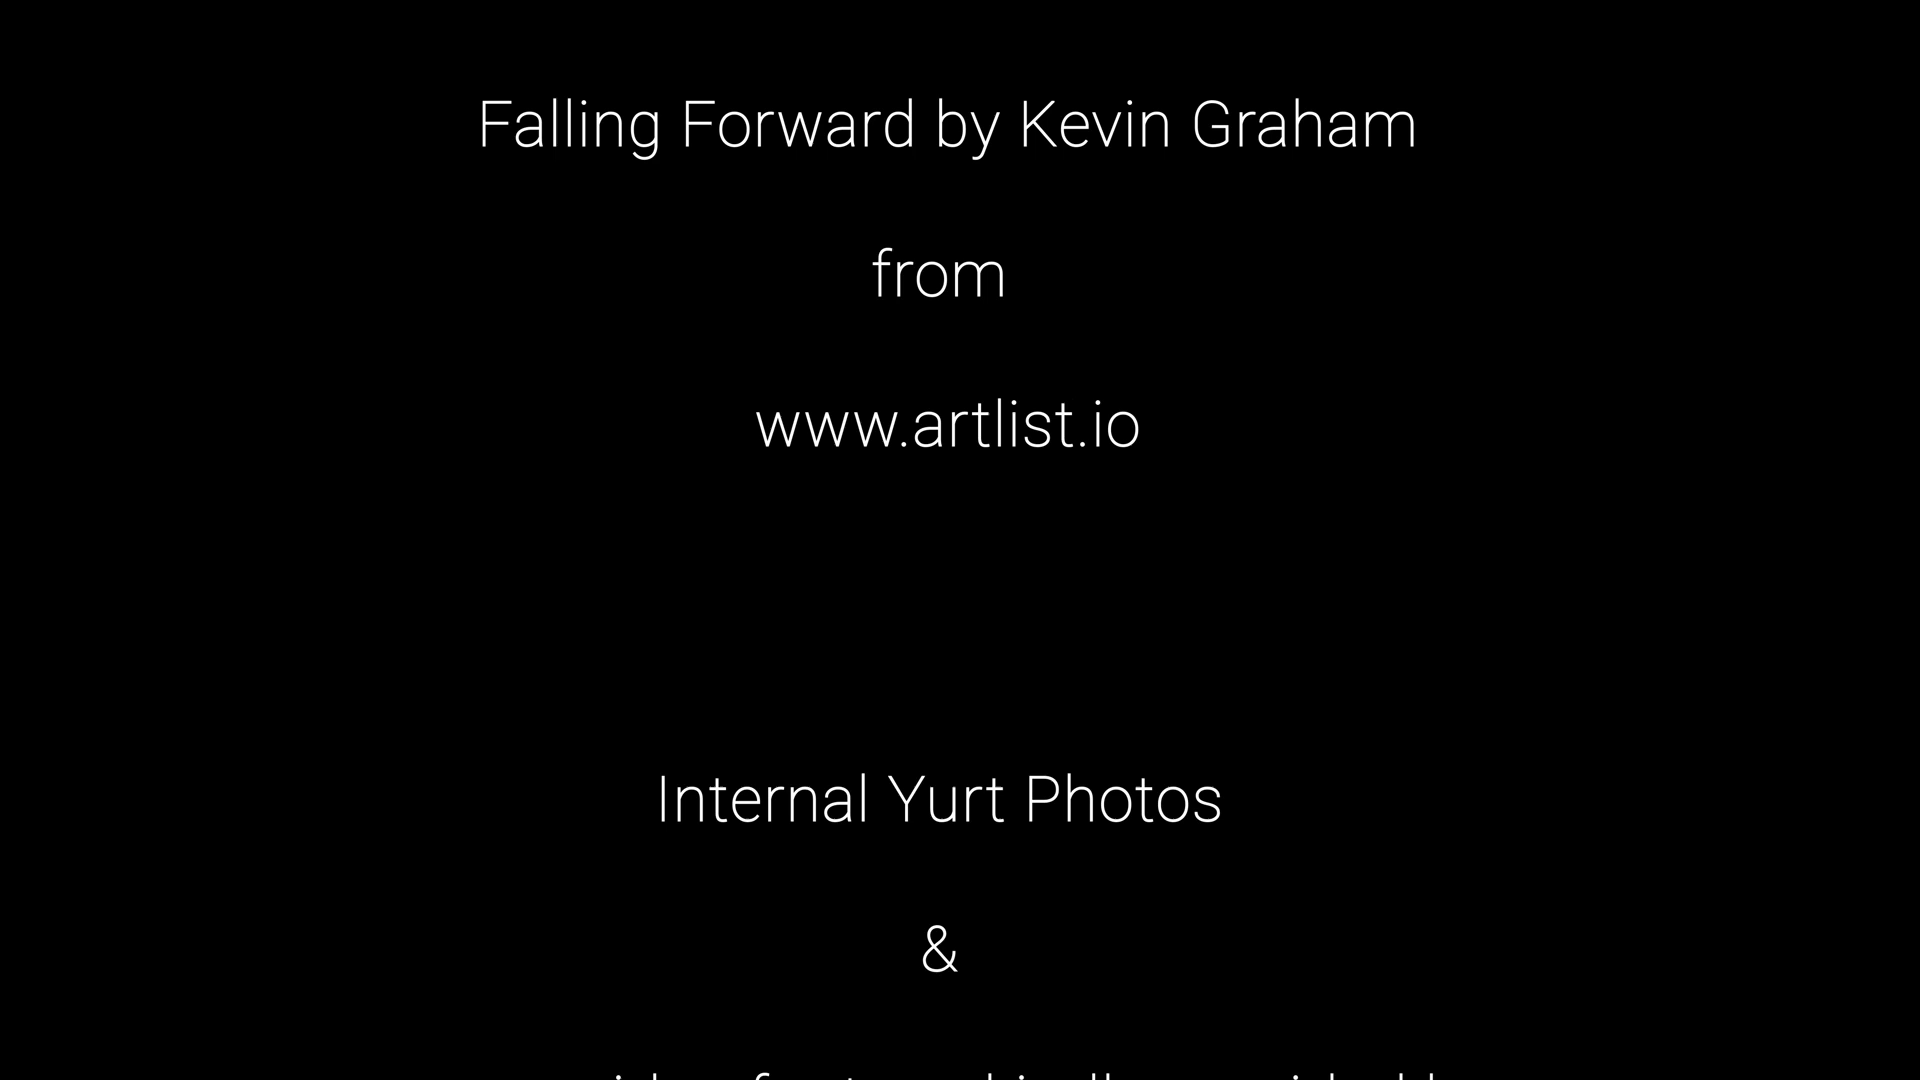 Falling Forward by Kevin Graham
from
www.artlist.io
Internal Yurt Photos
&